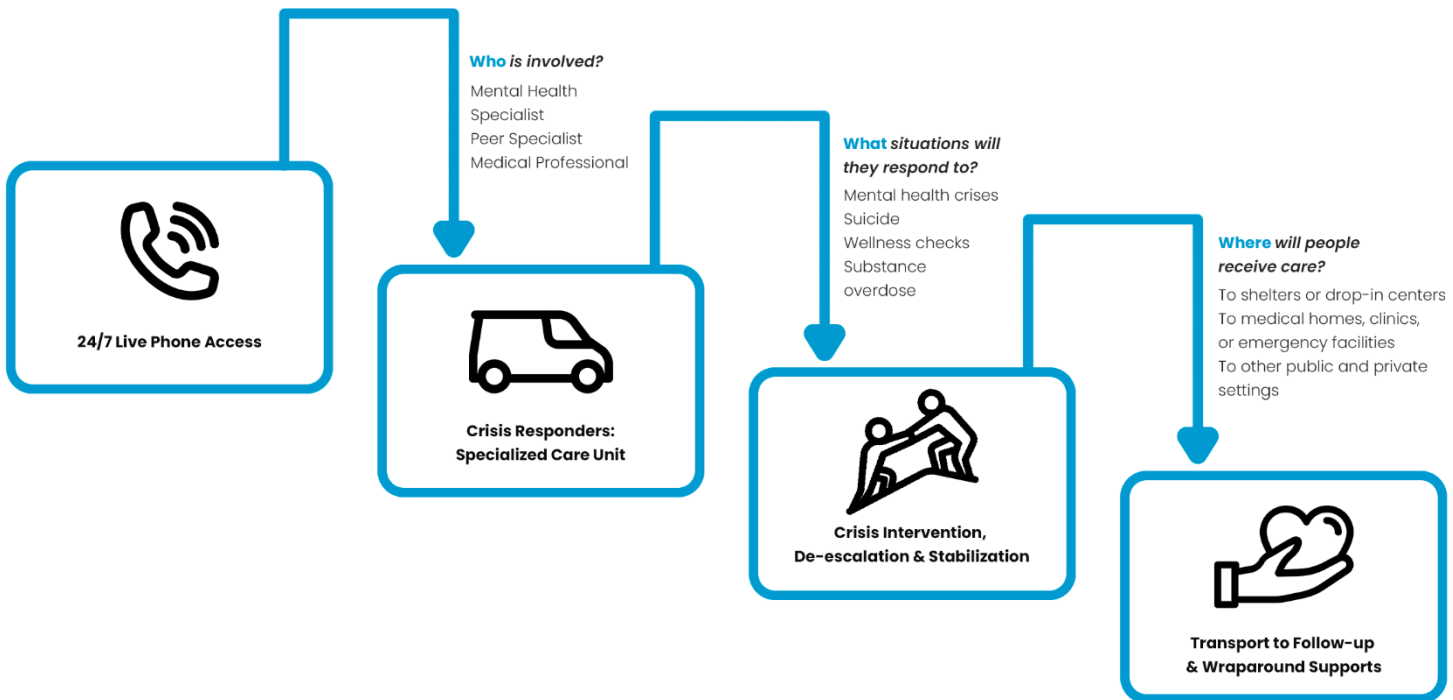 24/7 Live Phone Access
Who is involved?
Mental Health
Specialist
Peer Specialist
Medical Professional
Crisis Responders:
Specialized Care Unit
What situations will
they respond to?
Mental health crises
Suicide
Wellness checks
Substance
overdose
Crisis Intervention,
De-escalation & Stabilization
Where will people
receive care?
To shelters or drop-in centers
To medical homes, clinics,
or emergency facilities
To other public and private
settings
Transport to Follow-up
& Wraparound Supports